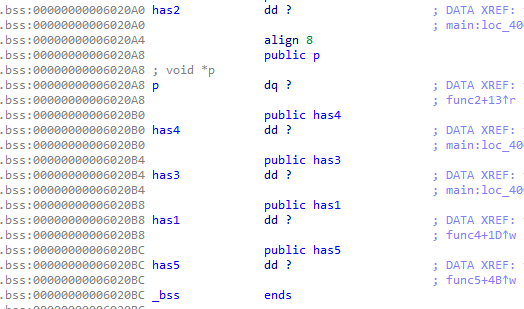 .bss:00000000006020A0 has2 dd ? ; DATA XREF:
.bss:00000000006020A0 ; main:loc_40
.bss:00000000006020A4 align 8
.bss:00000000006020A8 public p
.bss:00000000006020A8 ; void *p
.bss:00000000006020A8 p dq ? ; DATA XREF:
.bss:00000000006020A8 ; func2+13↑r
.bss:00000000006020B0 public has4
.bss:00000000006020B0 has4 dd ? ; DATA XREF:
.bss:00000000006020B0 ; main:loc_40
.bss:00000000006020B4 public has3
.bss:00000000006020B4 has3 dd ? ; DATA XREF:
.bss:00000000006020B4 ; main:loc_40
.bss:00000000006020B8 public has1
.bss:00000000006020B8 has1 dd ? ; DATA XREF:
.bss:00000000006020B8 ; func4+1D↑w
.bss:00000000006020BC public has5
.bss:00000000006020BC has5 dd ? ; DATA XREF:
.bss:00000000006020BC ; func5+4B↑w
.bss:00000000006020BC _bss ends